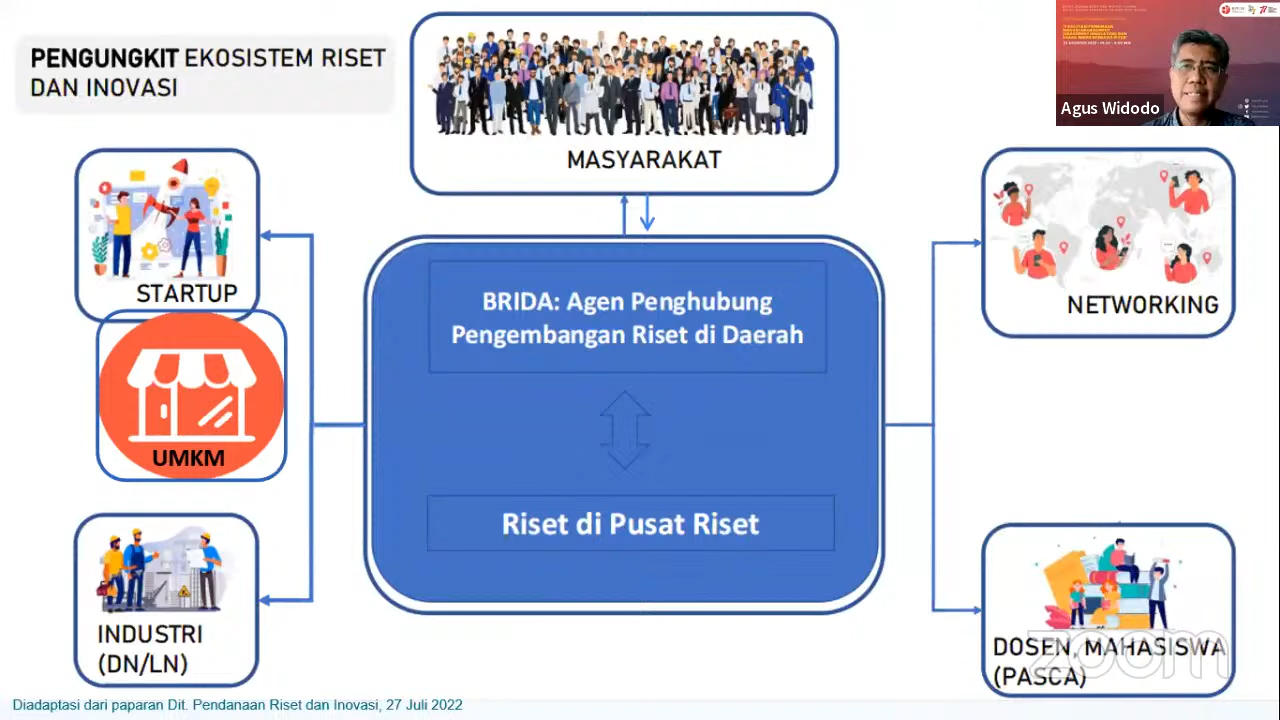 PENGUNGKIT EKOSISTEM RISET
DAN INOVASI
MASYARAKAT
Agus Widodo
STARTUP
UMKM
INDUSTRI
(DN/LN)
BRIDA: Agen Penghubung
Pengembangan Riset di Daerah
Riset di Pusat Riset
NETWORKING
DOSEN, MAHASISWA
(PASCA)
zoom
Diadaptasi dari paparan Dit. Pendanaan Riset dan Inovasi, 27 Juli 2022